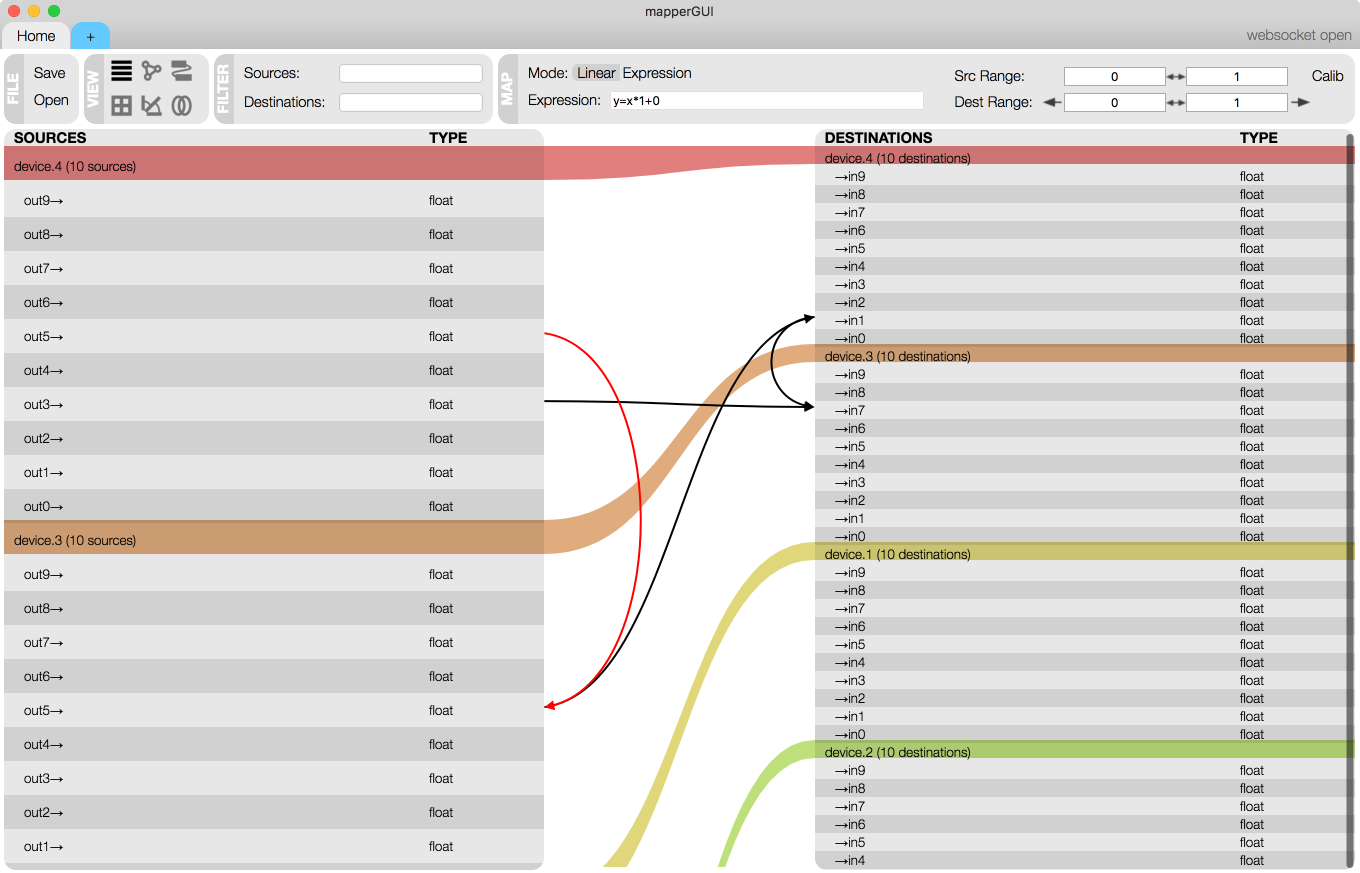 mapperGUI
Home
+
websocket open
FILE
Save
Open
VIEW
FILTER
Sources:
Destinations:
MAP
Mode: Linear Expression
Expression: y=x*1+0
Src Range: 0 1 Calib
Dest Range: 0 1
SOURCES TYPE
device.4 (10 sources)
out9→ float
out8→ float
out7→ float
out6→ float
out5→ float
out4→ float
out3→ float
out2→ float
out1→ float
out0→ float
device.3 (10 sources)
out9→ float
out8→ float
out7→ float
out6→ float
out5→ float
out4→ float
out3→ float
out2→ float
out1→ float
DESTINATIONS TYPE
device.4 (10 destinations)
→in9 float
→in8 float
→in7 float
→in6 float
→in5 float
→in4 float
→in3 float
→in2 float
→in1 float
→in0 float
device.3 (10 destinations)
→in9 float
→in8 float
→in7 float
→in6 float
→in5 float
→in4 float
→in3 float
→in2 float
→in1 float
→in0 float
device.1 (10 destinations)
→in9 float
→in8 float
→in7 float
→in6 float
→in5 float
→in4 float
→in3 float
→in2 float
→in1 float
→in0 float
device.2 (10 destinations)
→in9 float
→in8 float
→in7 float
→in6 float
→in5 float
→in4 float